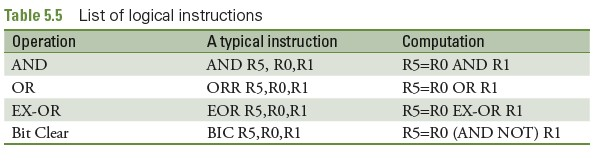 Table 5.5 List of logical instructions
Operation A typical instruction Computation
AND AND R5, R0,R1 R5=R0 AND R1
OR ORR R5,R0,R1 R5=R0 OR R1
EX-OR EOR R5,R0,R1 R5=R0 EX-OR R1
Bit Clear BIC R5,R0,R1 R5=R0 (AND NOT) R1